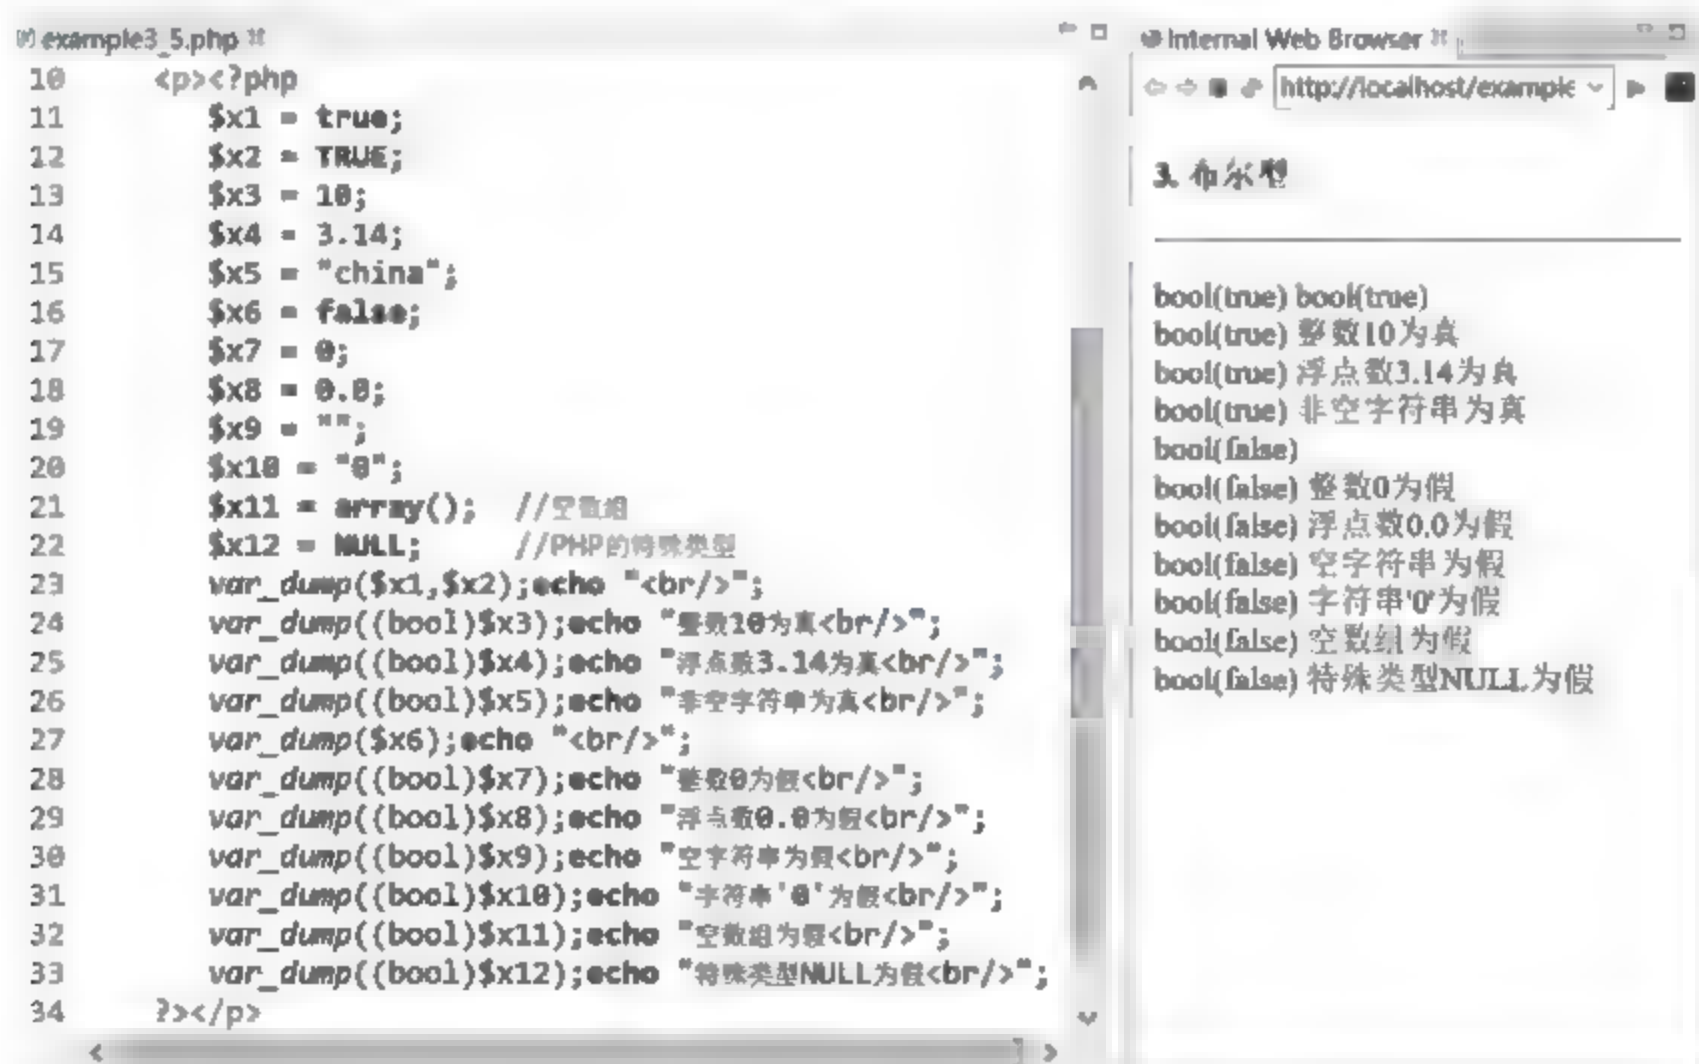 example3_5.php
10 <p><?php
11 $x1 = true;
12 $x2 = TRUE;
13 $x3 = 10;
14 $x4 = 3.14;
15 $x5 = "china";
16 $x6 = false;
17 $x7 = 0;
18 $x8 = 0.0;
19 $x9 = "";
20 $x10 = "0";
21 $x11 = array(); //空数组
22 $x12 = NULL; //PHP的特殊类型
23 var_dump($x1,$x2);echo "<br/>";
24 var_dump((bool)$x3);echo "整数10为真<br/>";
25 var_dump((bool)$x4);echo "浮点数3.14为真<br/>";
26 var_dump((bool)$x5);echo "非空字符串为真<br/>";
27 var_dump($x6);echo "<br/>";
28 var_dump((bool)$x7);echo "整数0为假<br/>";
29 var_dump((bool)$x8);echo "浮点数0.0为假<br/>";
30 var_dump((bool)$x9);echo "空字符串为假<br/>";
31 var_dump((bool)$x10);echo "字符串'0'为假<br/>";
32 var_dump((bool)$x11);echo "空数组为假<br/>";
33 var_dump((bool)$x12);echo "特殊类型NULL为假<br/>";
34 ?></p>
Internal Web Browser
http://localhost/example
3. 布尔型
bool(true) bool(true)
bool(true) 整数10为真
bool(true) 浮点数3.14为真
bool(true) 非空字符串为真
bool(false)
bool(false) 整数0为假
bool(false) 浮点数0.0为假
bool(false) 空字符串为假
bool(false) 字符串'0'为假
bool(false) 空数组为假
bool(false) 特殊类型NULL为假